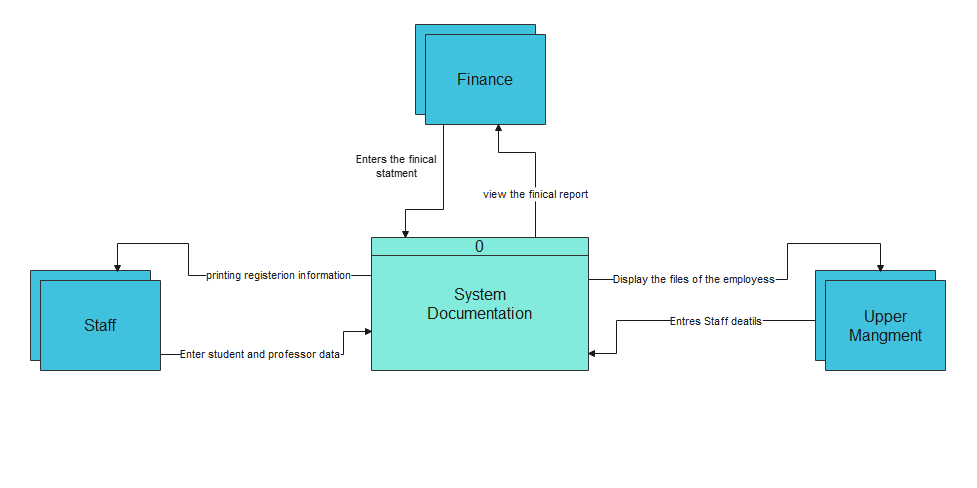 Finance
Enters the finical
statment
view the finical report
0
printing registerion information
System
Documentation
Display the files of the employess
Staff
Upper
Mangment
Entres Staff deatils
Enter student and professor data